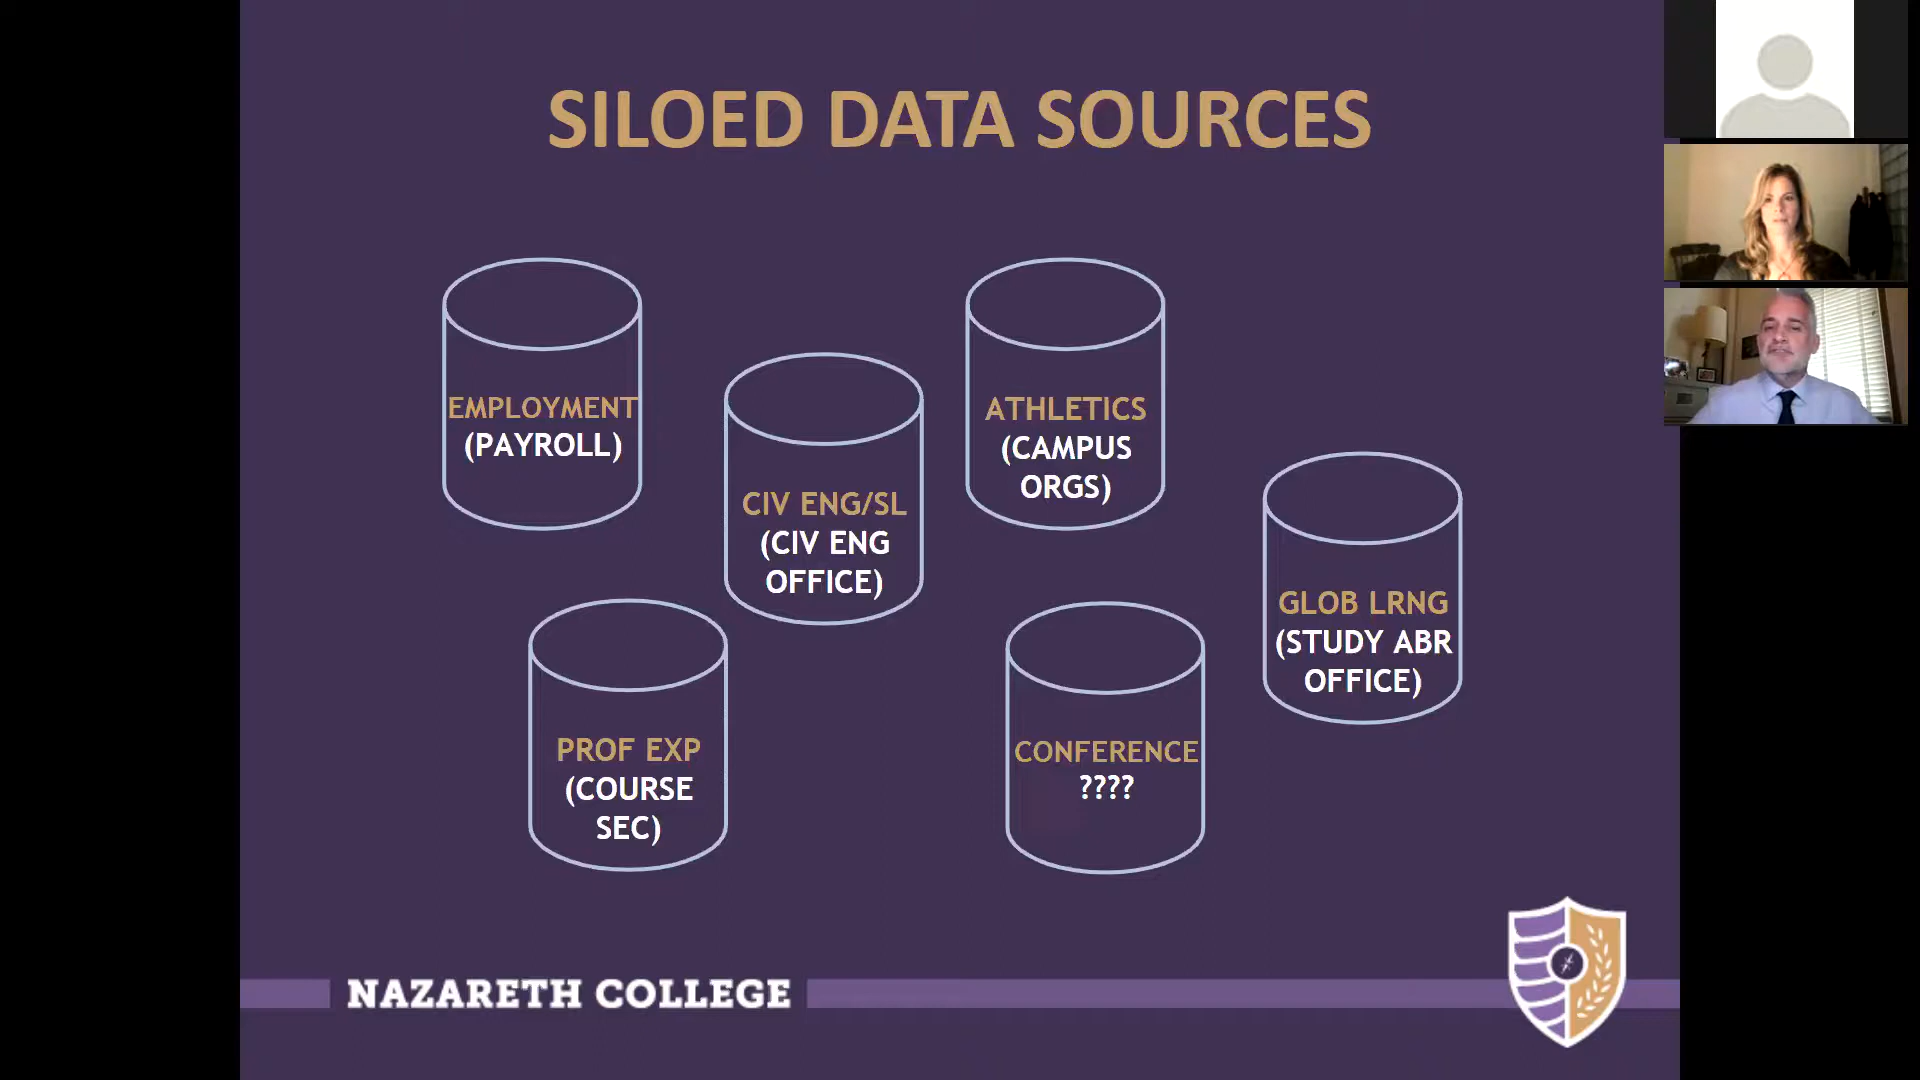 SILOED DATA SOURCES
EMPLOYMENT
(PAYROLL)
CIV ENG/SL
(CIV ENG
OFFICE)
ATHLETICS
(CAMPUS
ORGS)
GLOB LRNG
(STUDY ABR
OFFICE)
PROF EXP
(COURSE
SEC)
CONFERENCE
????
NAZARETH COLLEGE